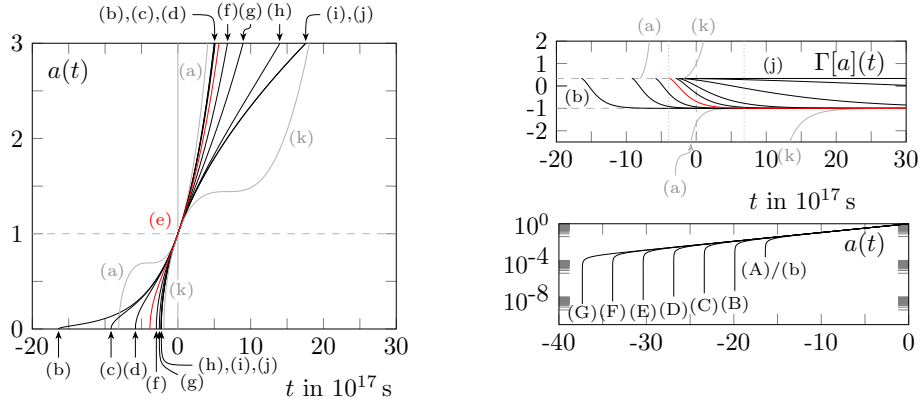 (b),(c),(d)
(f)
(g)
(h)
(i),(j)
3
a(t)
(a)
2
(k)
(e)
1
(a)
(k)
0
-20
-10
0
10
20
30
(b)
(c)
(d)
(f)
(h),(i),(j)
(g)
t in 10^17 s
2
(a)
(k)
Γ[a](t)
1
(j)
0
(b)
-1
-2
(k)
-20
-10
0
10
20
30
(a)
t in 10^17 s
10^0
a(t)
10^-4
(A)/(b)
10^-8
(G)
(F)
(E)
(D)
(C)
(B)
-40
-30
-20
-10
0